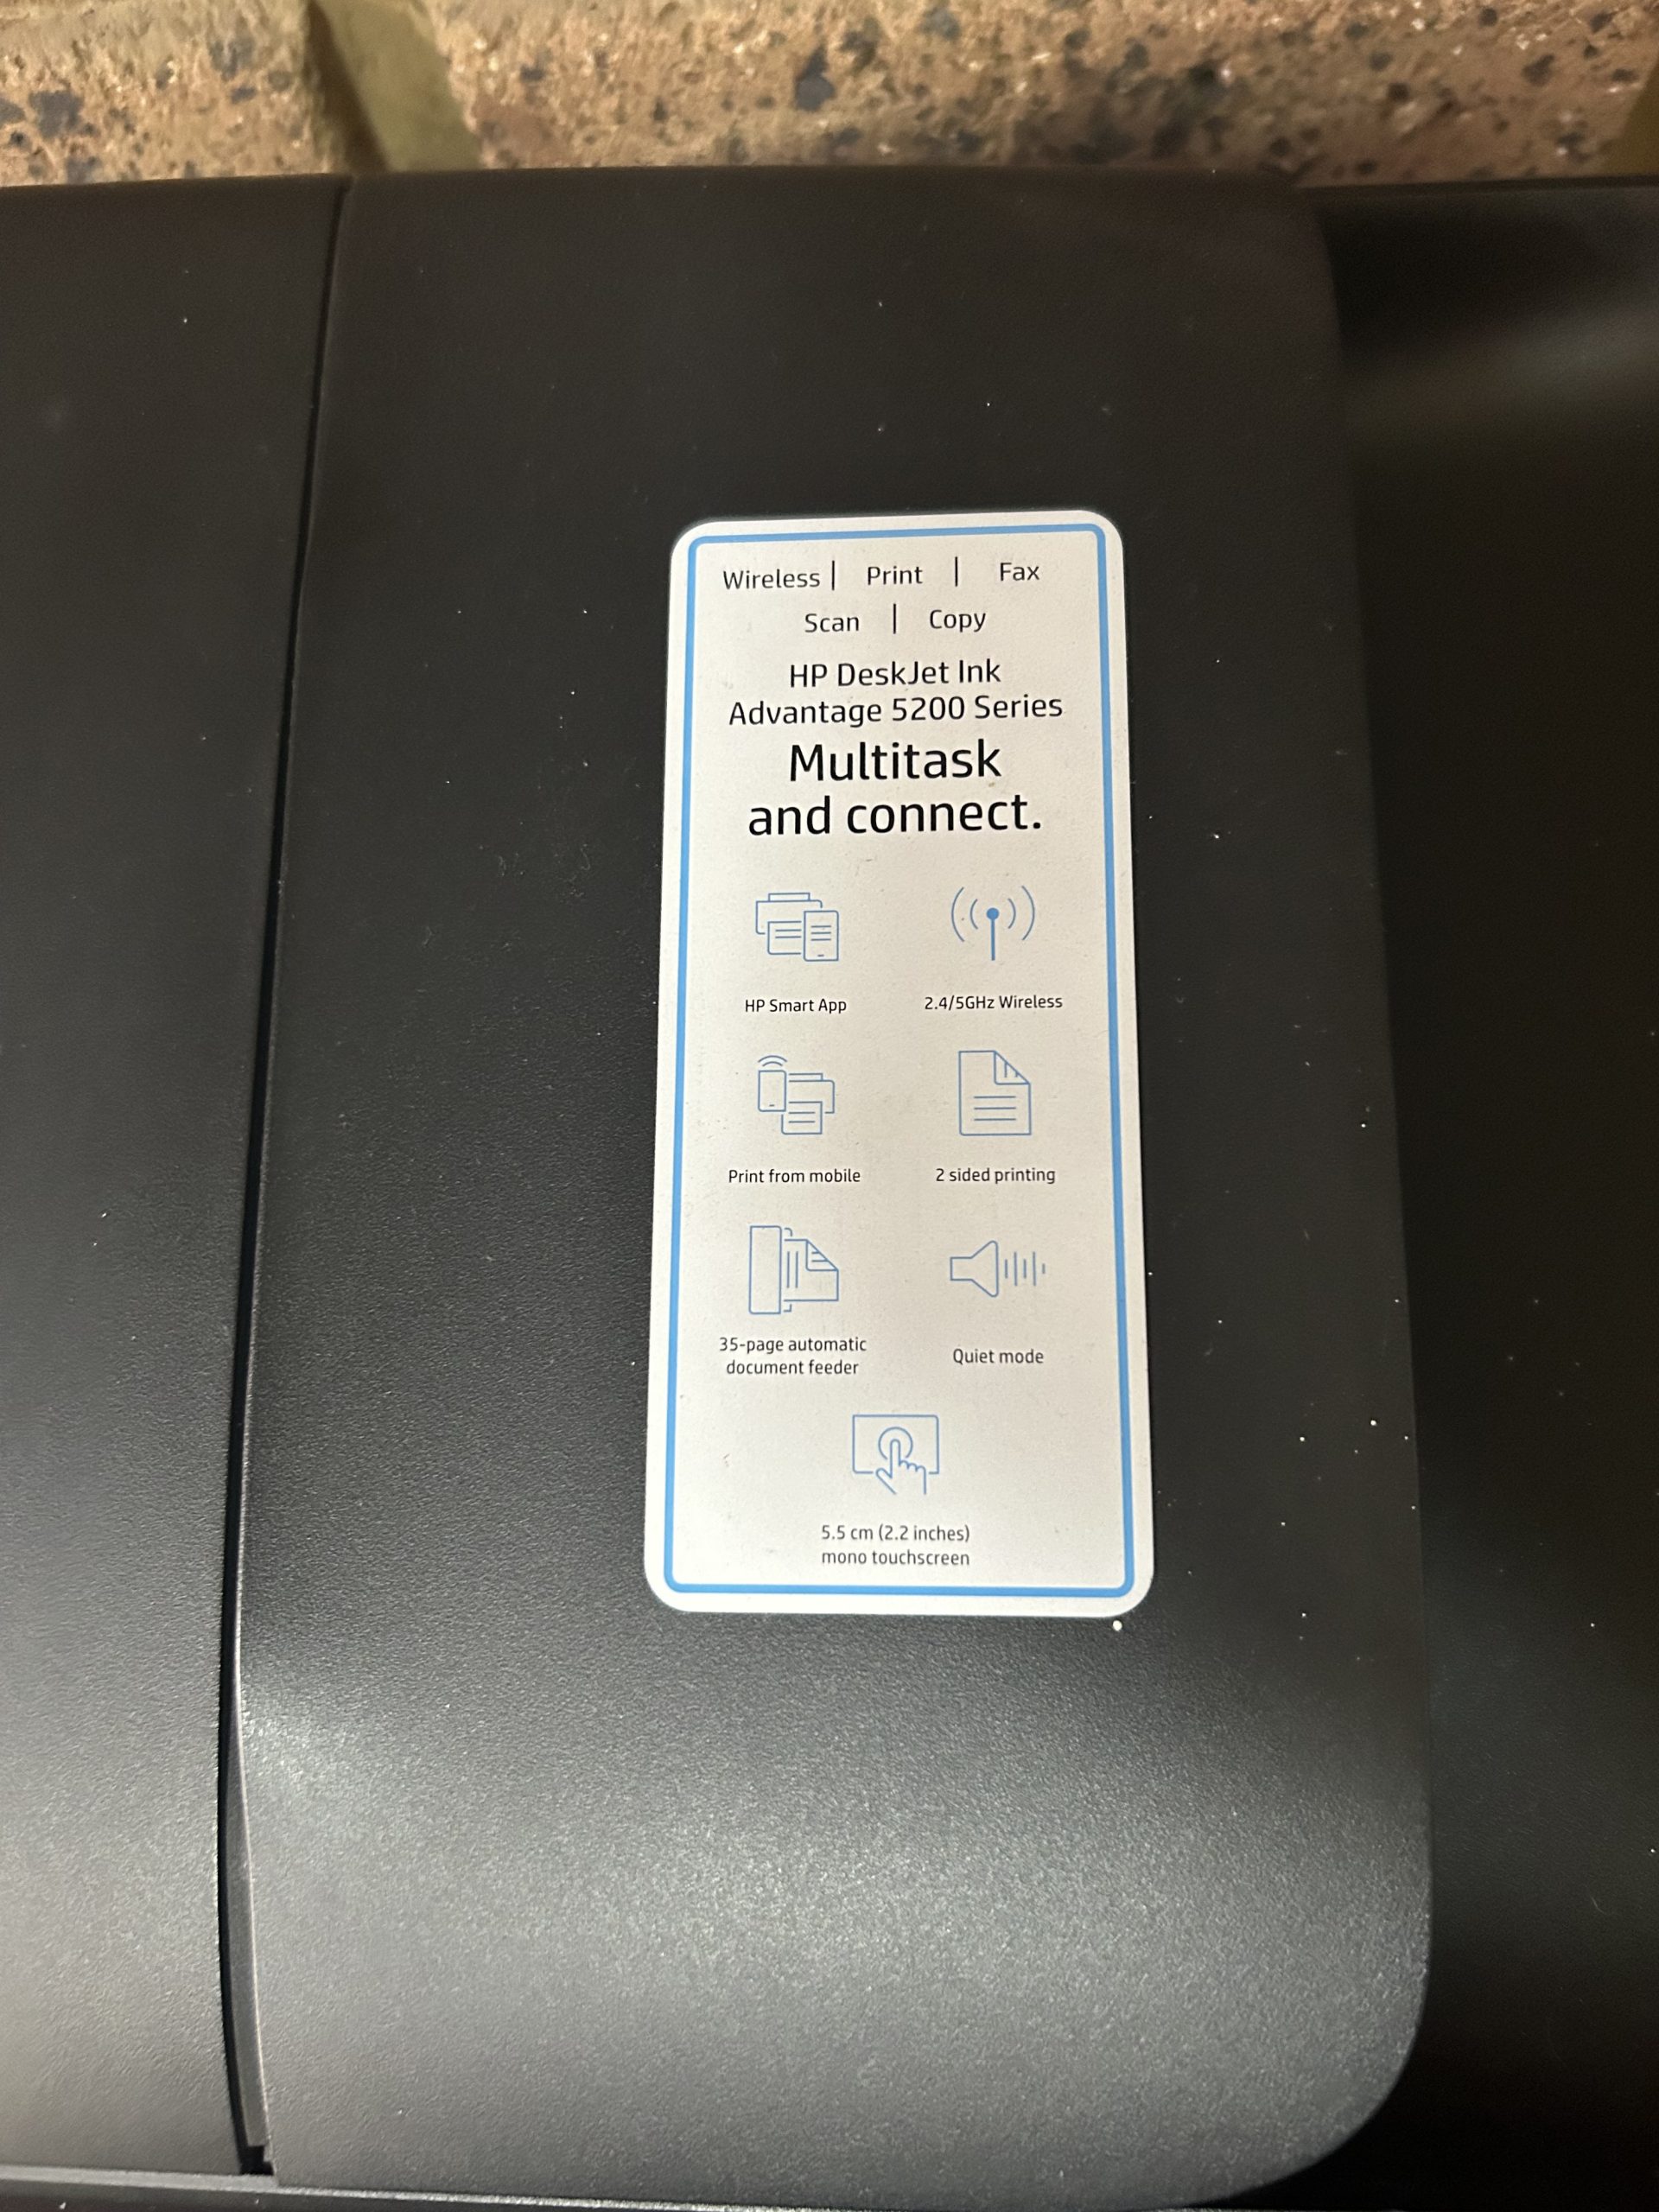 Wireless | Print | Fax
Scan | Copy
HP DeskJet Ink
Advantage 5200 Series
Multitask
and connect.
HP Smart App
2.4/5GHz Wireless
Print from mobile
2 sided printing
35-page automatic
document feeder
Quiet mode
5.5 cm (2.2 inches)
mono touchscreen